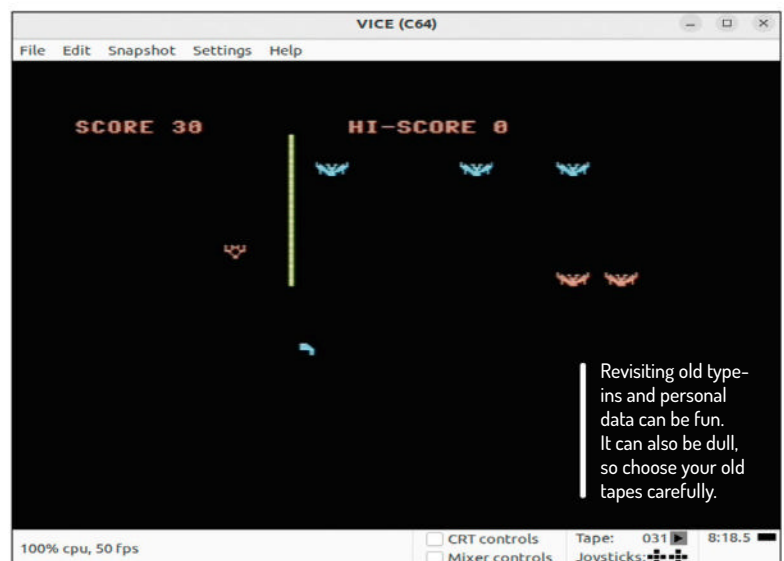 VICE (C64)
File Edit Snapshot Settings Help
SCORE 30 HI-SCORE 0
Revisiting old type-
ins and personal
data can be fun.
It can also be dull,
so choose your old
tapes carefully.
100% cpu, 50 fps
CRT controls Tape: 031 8:18.5
Mixer controls Joysticks: